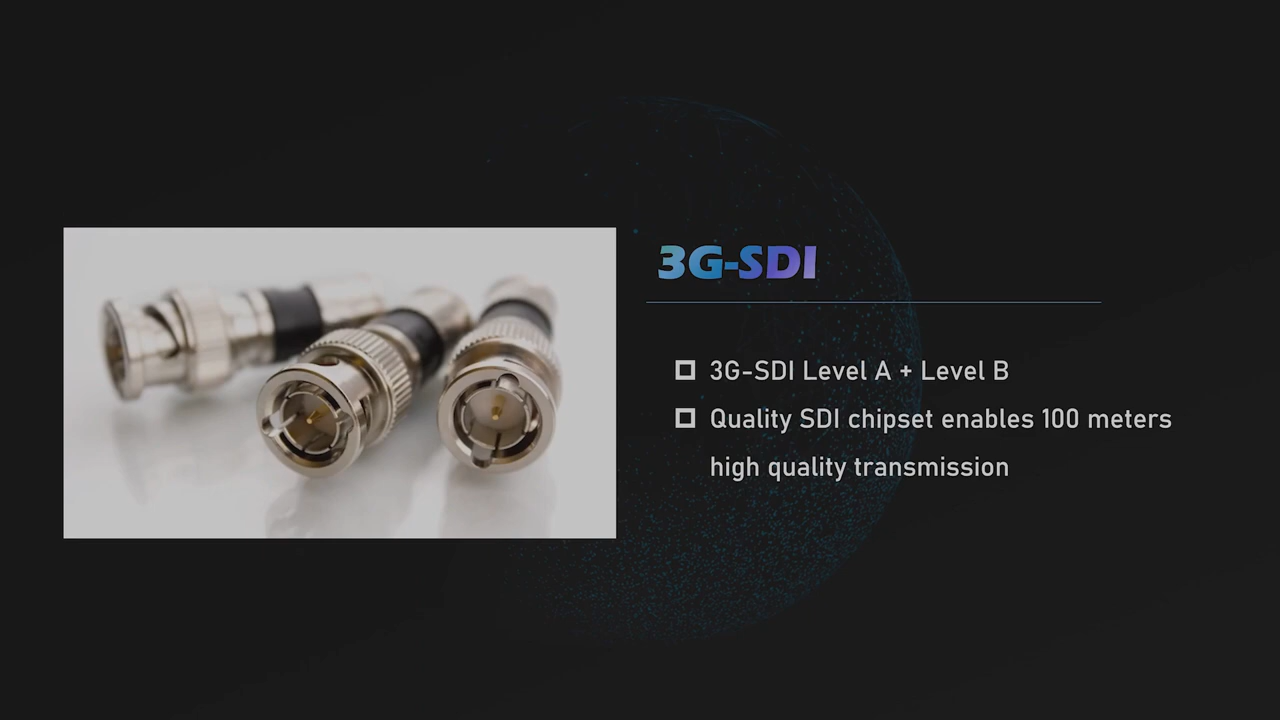 3G-SDI
3G-SDI Level A + Level B
Quality SDI chipset enables 100 meters
high quality transmission